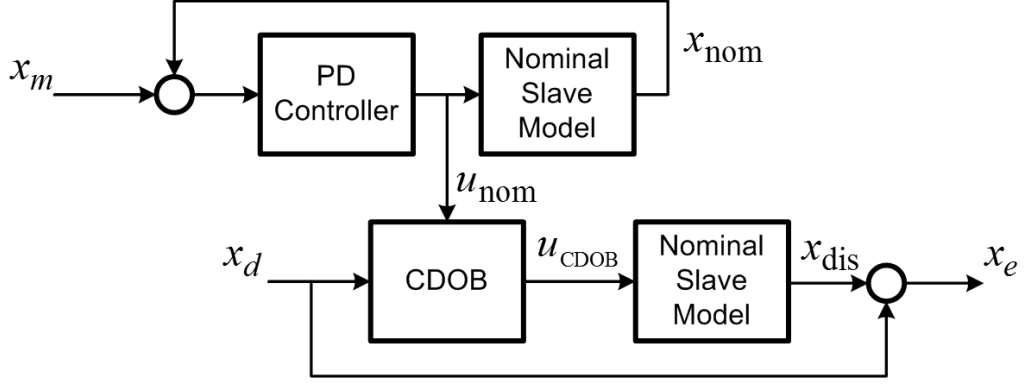 x_m
PD
Controller
Nominal
Slave
Model
x_nom
u_nom
x_d
CDOB
u_CDOB
Nominal
Slave
Model
x_dis
x_e